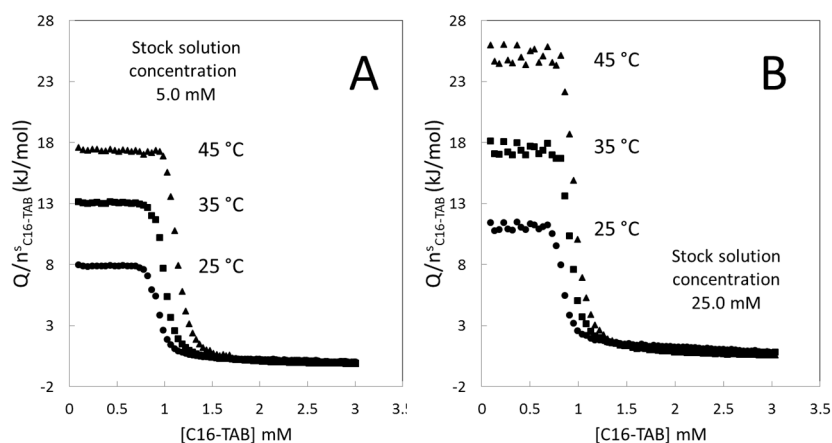 28
23
18
13
8
3
-2
Q/nˢC16-TAB (kJ/mol)
Stock solution
concentration
5.0 mM
A
45 °C
35 °C
25 °C
0
0.5
1
1.5
2
2.5
3
3.5
[C16-TAB] mM
28
23
18
13
8
3
-2
Q/nˢC16-TAB (kJ/mol)
B
45 °C
35 °C
25 °C
Stock solution
concentration
25.0 mM
0
0.5
1
1.5
2
2.5
3
3.5
[C16-TAB] mM